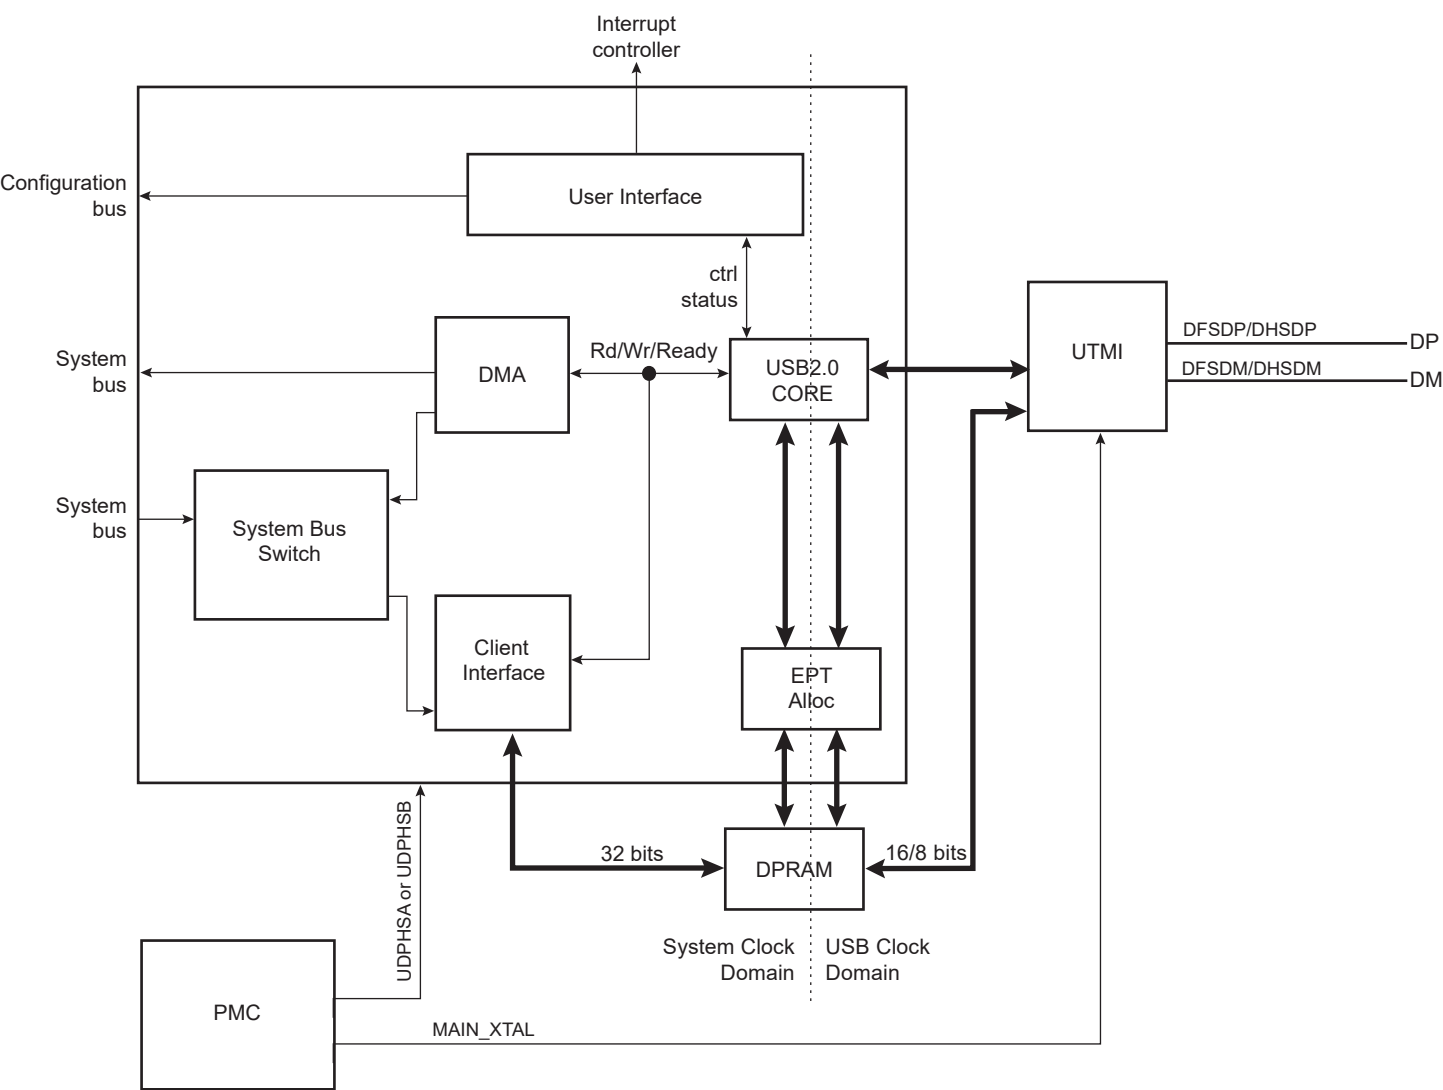 Interrupt
controller
Configuration
bus
User Interface
ctrl
status
System
bus
DMA
Rd/Wr/Ready
USB2.0
CORE
UTMI
DFSDP/DHSDP
DP
DFSDM/DHSDM
DM
System
bus
System Bus
Switch
Client
Interface
EPT
Alloc
UDPHSA or UDPHSB
32 bits
DPRAM
16/8 bits
System Clock
Domain
USB Clock
Domain
PMC
MAIN_XTAL